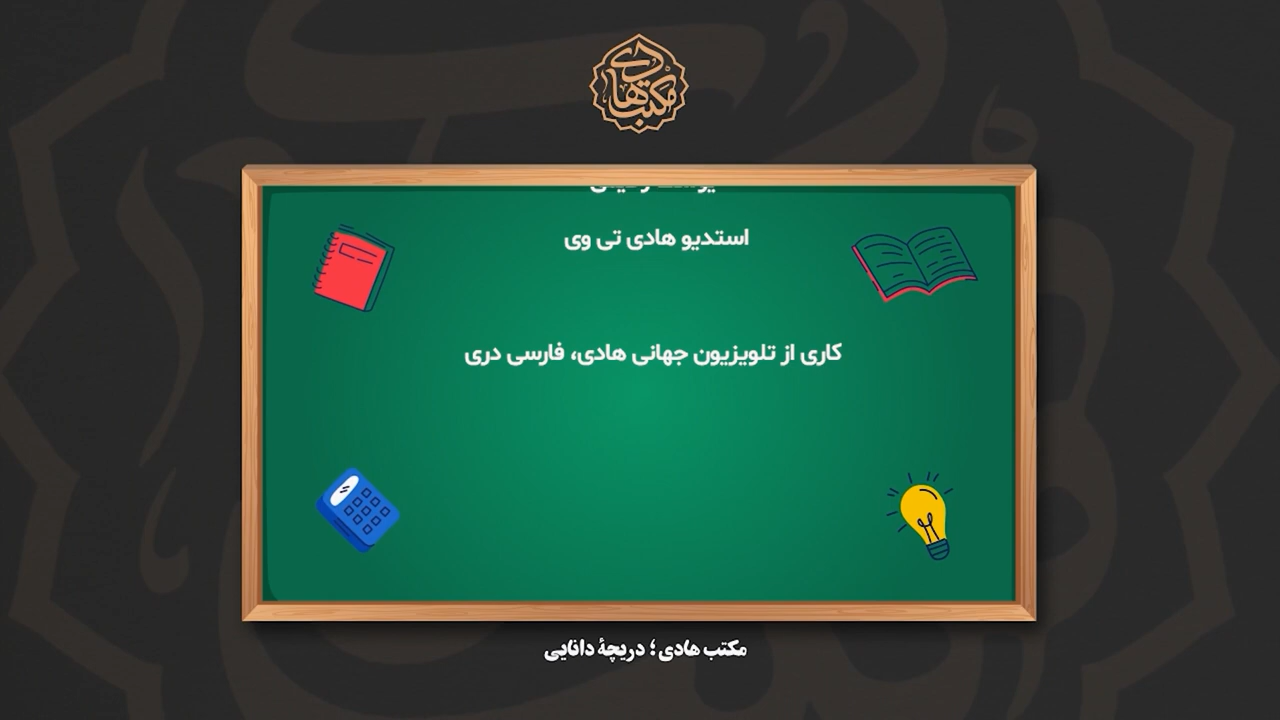 مکتب هادی
استدیو هادی تی وی
کاری از تلویزیون جهانی هادی، فارسی دری
مکتب هادی؛ دریچهٔ دانایی